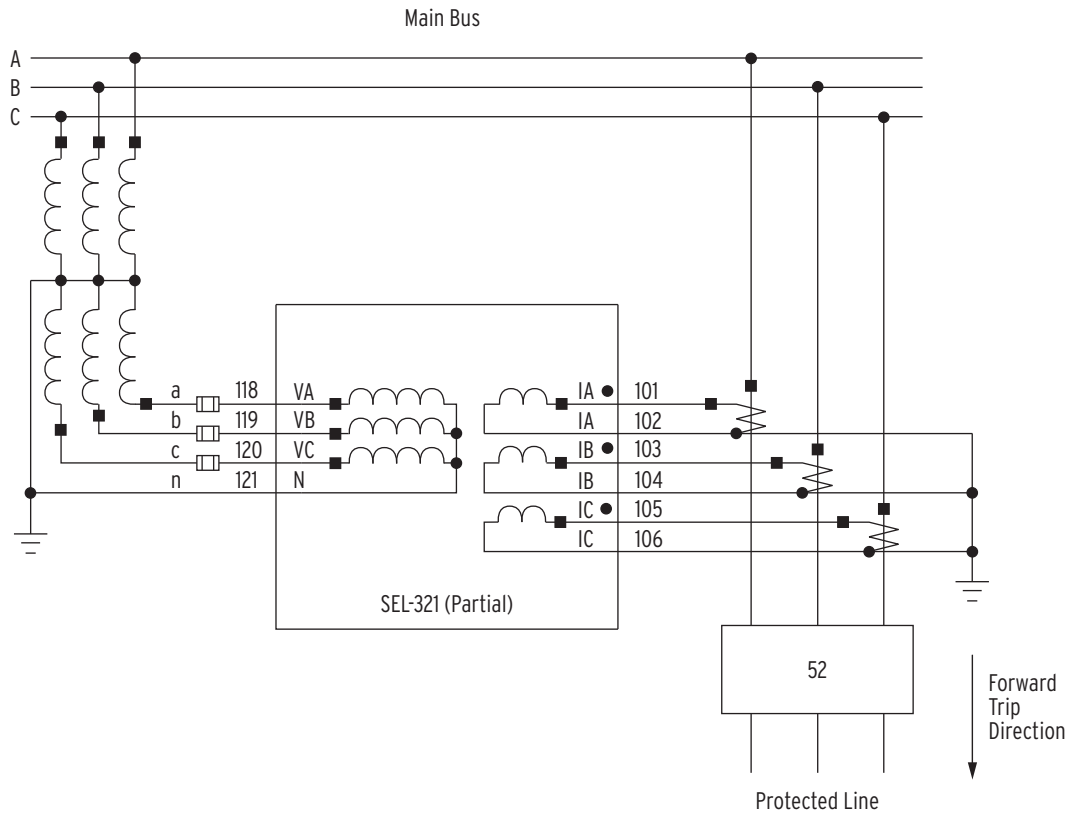 Main Bus
A
B
C
a 118 VA
b 119 VB
c 120 VC
n 121 N
IA 101
IA 102
IB 103
IB 104
IC 105
IC 106
SEL-321 (Partial)
52
Forward
Trip
Direction
Protected Line